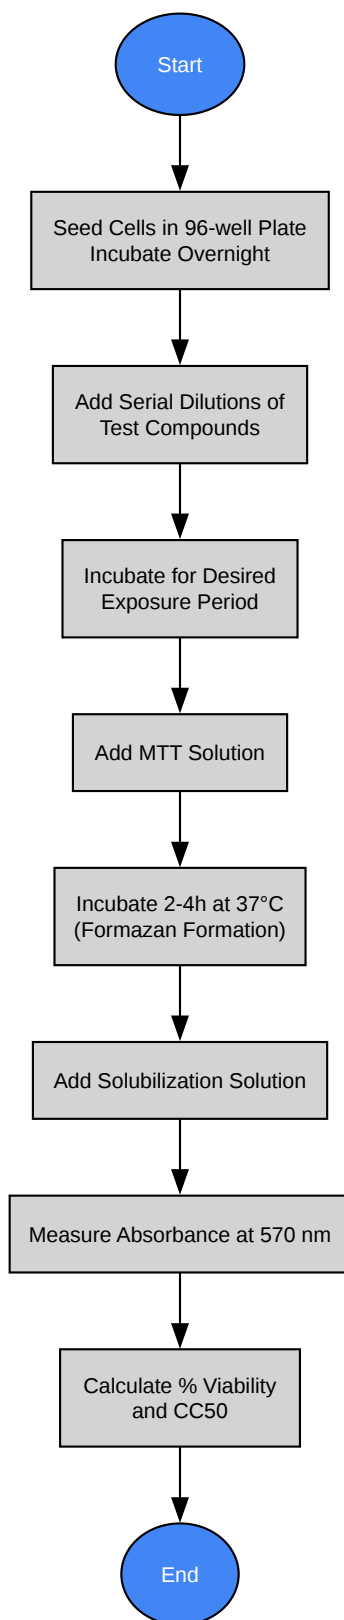 Start
Seed Cells in 96-well Plate
Incubate Overnight
Add Serial Dilutions of
Test Compounds
Incubate for Desired
Exposure Period
Add MTT Solution
Incubate 2-4h at 37°C
(Formazan Formation)
Add Solubilization Solution
Measure Absorbance at 570 nm
Calculate % Viability
and CC50
End